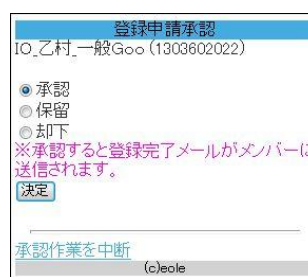 登録申請承認
IO_乙村_一般Goo(1303602022)
承認
保留
却下
※承認すると登録完了メールがメンバーに
送信されます。
決定
承認作業を中断
(c)eole